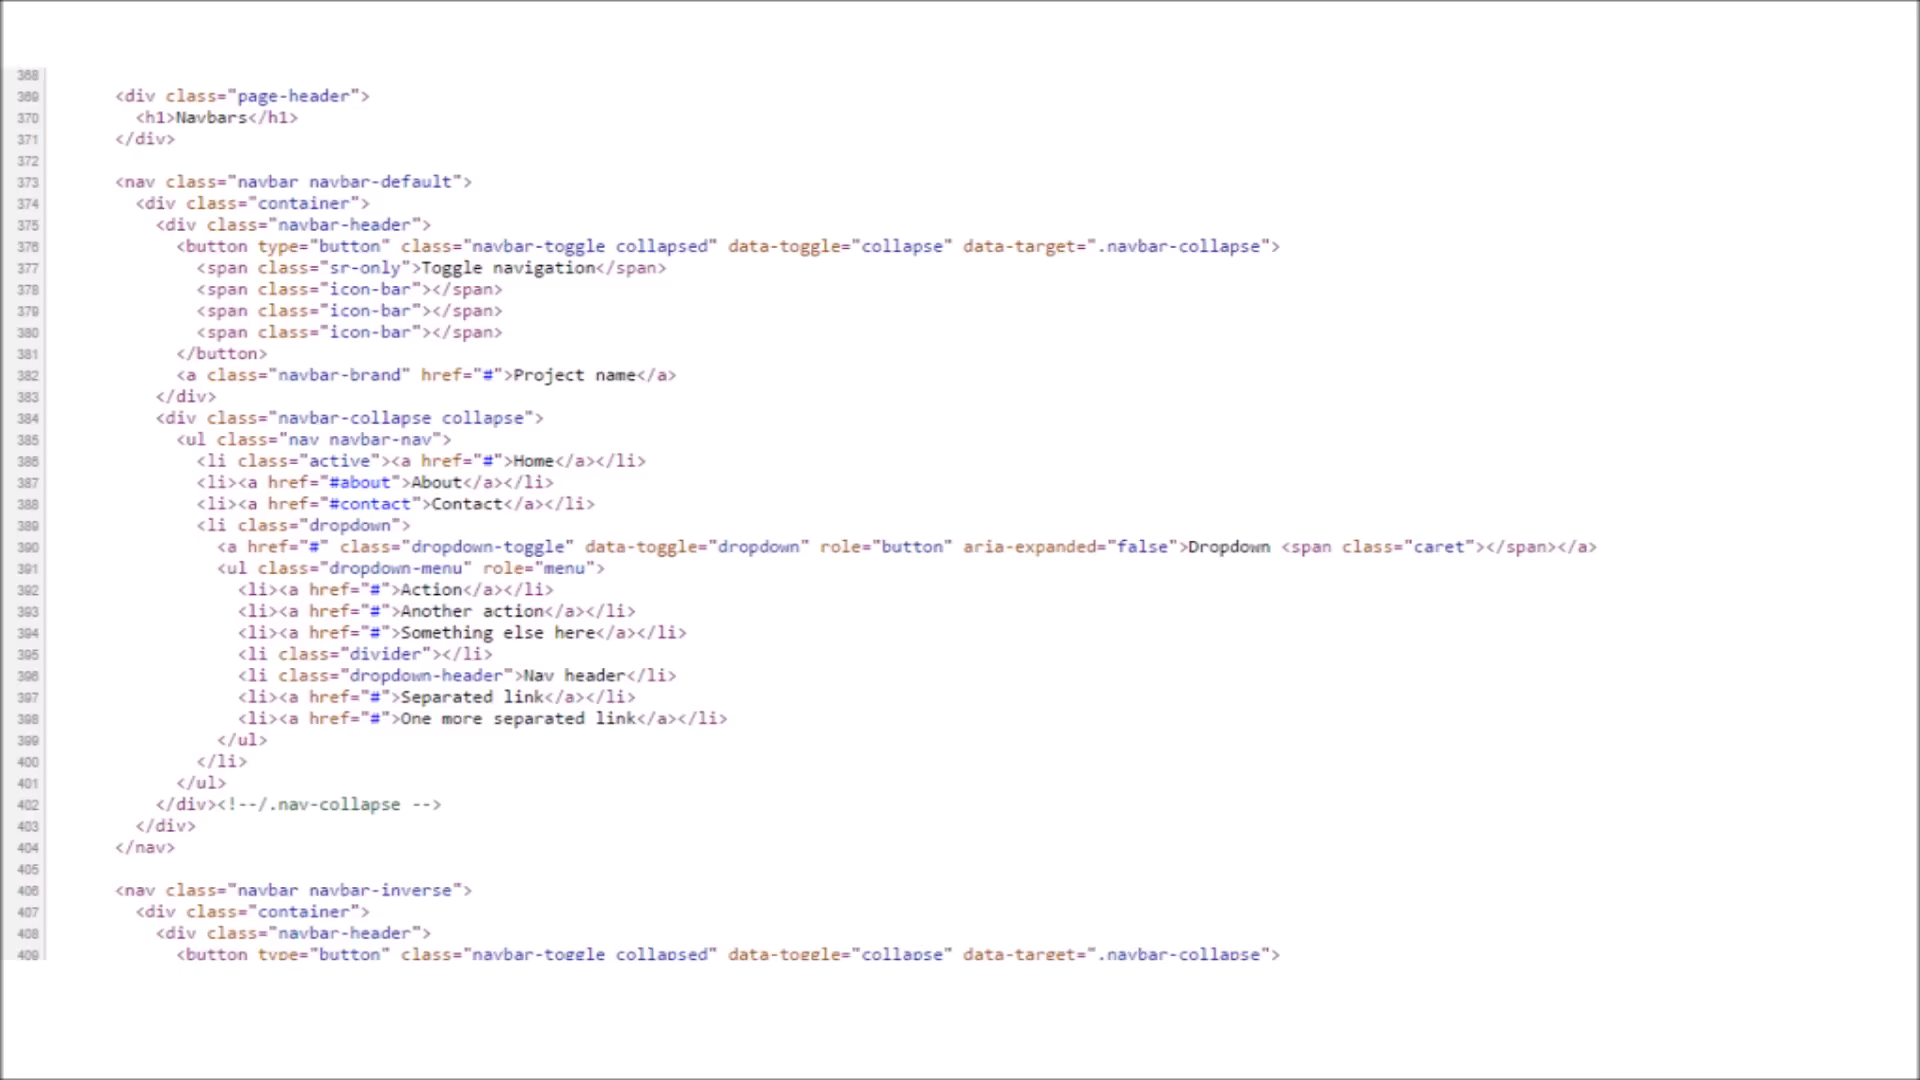 368
369 <div class="page-header">
370 <h1>Navbars</h1>
371 </div>
372
373 <nav class="navbar navbar-default">
374 <div class="container">
375 <div class="navbar-header">
376 <button type="button" class="navbar-toggle collapsed" data-toggle="collapse" data-target=".navbar-collapse">
377 <span class="sr-only">Toggle navigation</span>
378 <span class="icon-bar"></span>
379 <span class="icon-bar"></span>
380 <span class="icon-bar"></span>
381 </button>
382 <a class="navbar-brand" href="#">Project name</a>
383 </div>
384 <div class="navbar-collapse collapse">
385 <ul class="nav navbar-nav">
386 <li class="active"><a href="#">Home</a></li>
387 <li><a href="#about">About</a></li>
388 <li><a href="#contact">Contact</a></li>
389 <li class="dropdown">
390 <a href="#" class="dropdown-toggle" data-toggle="dropdown" role="button" aria-expanded="false">Dropdown <span class="caret"></span></a>
391 <ul class="dropdown-menu" role="menu">
392 <li><a href="#">Action</a></li>
393 <li><a href="#">Another action</a></li>
394 <li><a href="#">Something else here</a></li>
395 <li class="divider"></li>
396 <li class="dropdown-header">Nav header</li>
397 <li><a href="#">Separated link</a></li>
398 <li><a href="#">One more separated link</a></li>
399 </ul>
400 </li>
401 </ul>
402 </div><!--/.nav-collapse -->
403 </div>
404 </nav>
405
406 <nav class="navbar navbar-inverse">
407 <div class="container">
408 <div class="navbar-header">
409 <button type="button" class="navbar-toggle collapsed" data-toggle="collapse" data-target=".navbar-collapse">